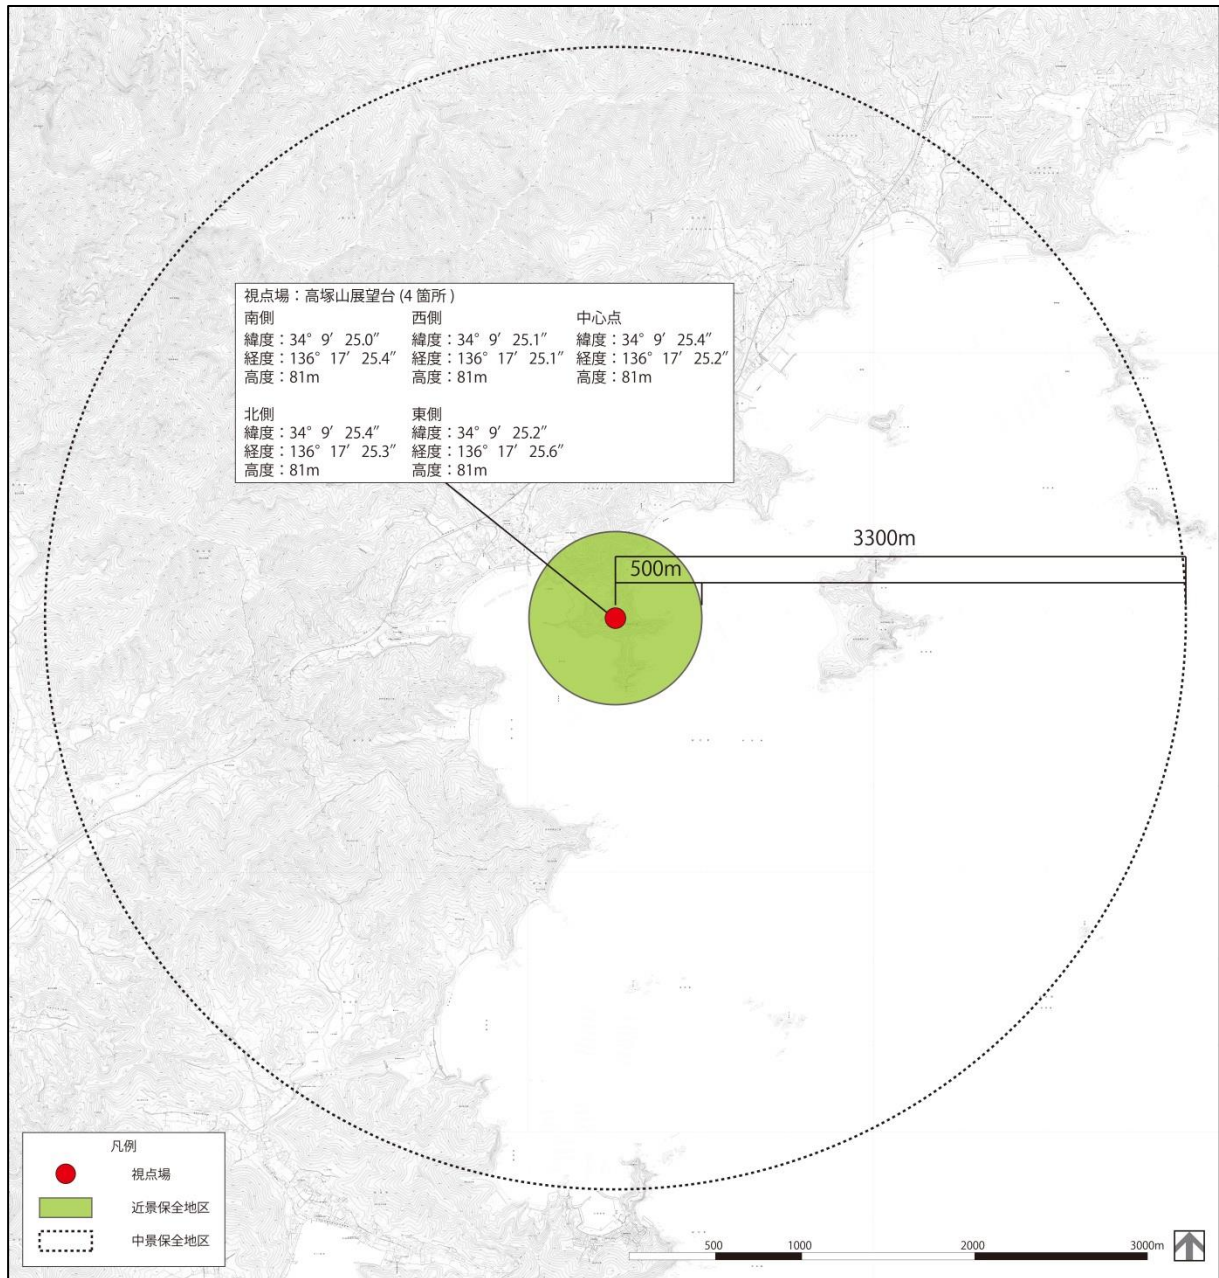 視点場：高塚山展望台(4 箇所 )
南側 西側 中心点
緯度：34° 9′ 25.0″ 緯度：34° 9′ 25.1″ 緯度：34° 9′ 25.4″
経度：136° 17′ 25.4″ 経度：136° 17′ 25.1″ 経度：136° 17′ 25.2″
高度：81m 高度：81m 高度：81m
北側 東側
緯度：34° 9′ 25.4″ 緯度：34° 9′ 25.2″
経度：136° 17′ 25.3″ 経度：136° 17′ 25.6″
高度：81m 高度：81m
3300m
500m
凡例
視点場
近景保全地区
中景保全地区
500 1000 2000 3000m